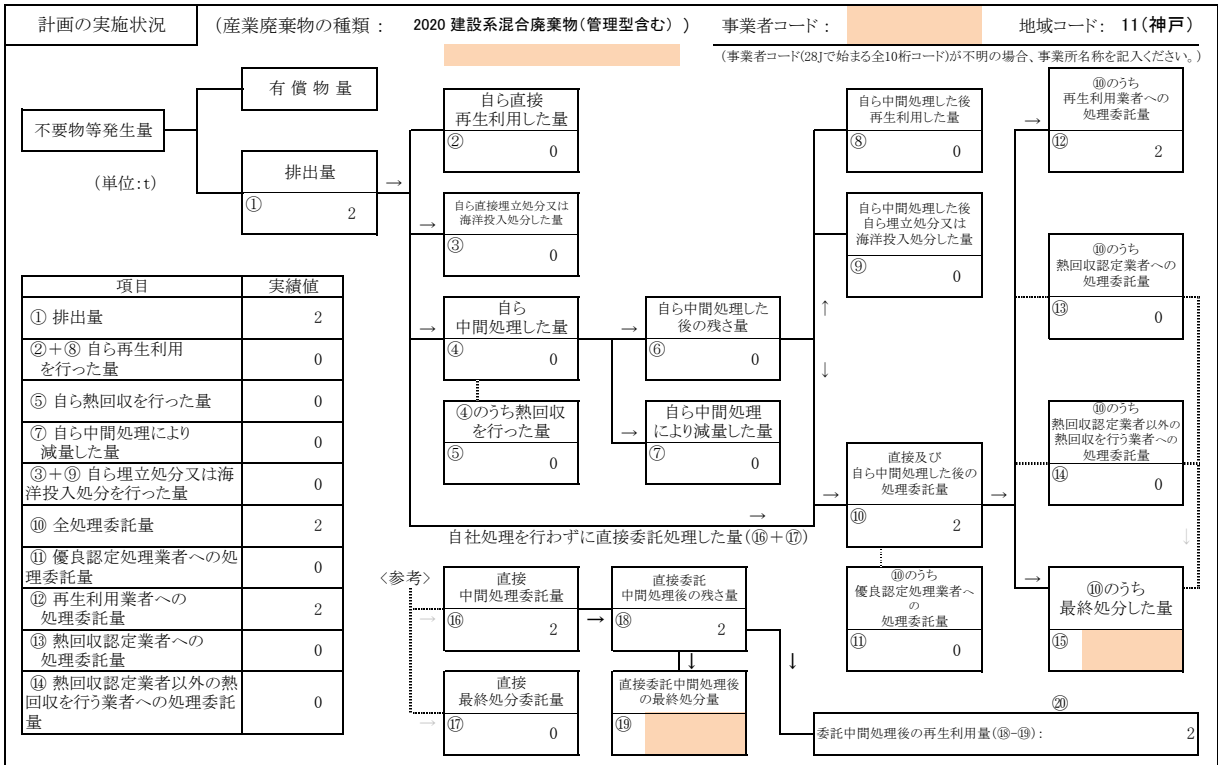 計画の実施状況
(産業廃棄物の種類： 2020 建設系混合廃棄物(管理型含む) )
事業者コード：
地域コード： 11(神戸)
(事業者コード(28Jで始まる全10桁コード)が不明の場合、事業所名称を記入ください。)
不要物等発生量
(単位:t)
有償物量
排出量
→
① 2
自ら直接
再生利用した量
② 0
→
自ら直接埋立処分又は
海洋投入処分した量
③ 0
→
自ら
中間処理した量
④ 0
④のうち熱回収
を行った量
⑤ 0
→
自ら中間処理した
後の残さ量
⑥ 0
→
自ら中間処理
により減量した量
⑦ 0
自ら中間処理した後
再生利用した量
⑧ 0
自ら中間処理した後
自ら埋立処分又は
海洋投入処分した量
⑨ 0
↑
↓
→
直接及び
自ら中間処理した後の
処理委託量
→
⑩ 2
⑩のうち
優良認定処理業者へ
の
処理委託量
⑪ 0
→
⑩のうち
再生利用業者への
処理委託量
⑫ 2
⑩のうち
熱回収認定業者への
処理委託量
⑬ 0
⑩のうち
熱回収認定業者以外の
熱回収を行う業者への
処理委託量
⑭ 0
↓
→
⑩のうち
最終処分した量
⑮
→
自社処理を行わずに直接委託処理した量(⑯+⑰)
<参考>
→
直接
中間処理委託量
⑯ 2
→
直接
最終処分委託量
⑰ 0
→
直接委託
中間処理後の残さ量
⑱ 2
↓
↓
直接委託中間処理後
の最終処分量
⑲
⑳
委託中間処理後の再生利用量(⑱-⑲)： 2
項目 実績値
① 排出量 2
②+⑧ 自ら再生利用
を行った量 0
⑤ 自ら熱回収を行った量 0
⑦ 自ら中間処理により
減量した量 0
③+⑨ 自ら埋立処分又は海
洋投入処分を行った量 0
⑩ 全処理委託量 2
⑪ 優良認定処理業者への処
理委託量 0
⑫ 再生利用業者への
処理委託量 2
⑬ 熱回収認定業者への
処理委託量 0
⑭ 熱回収認定業者以外の熱
回収を行う業者への処理委託
量 0